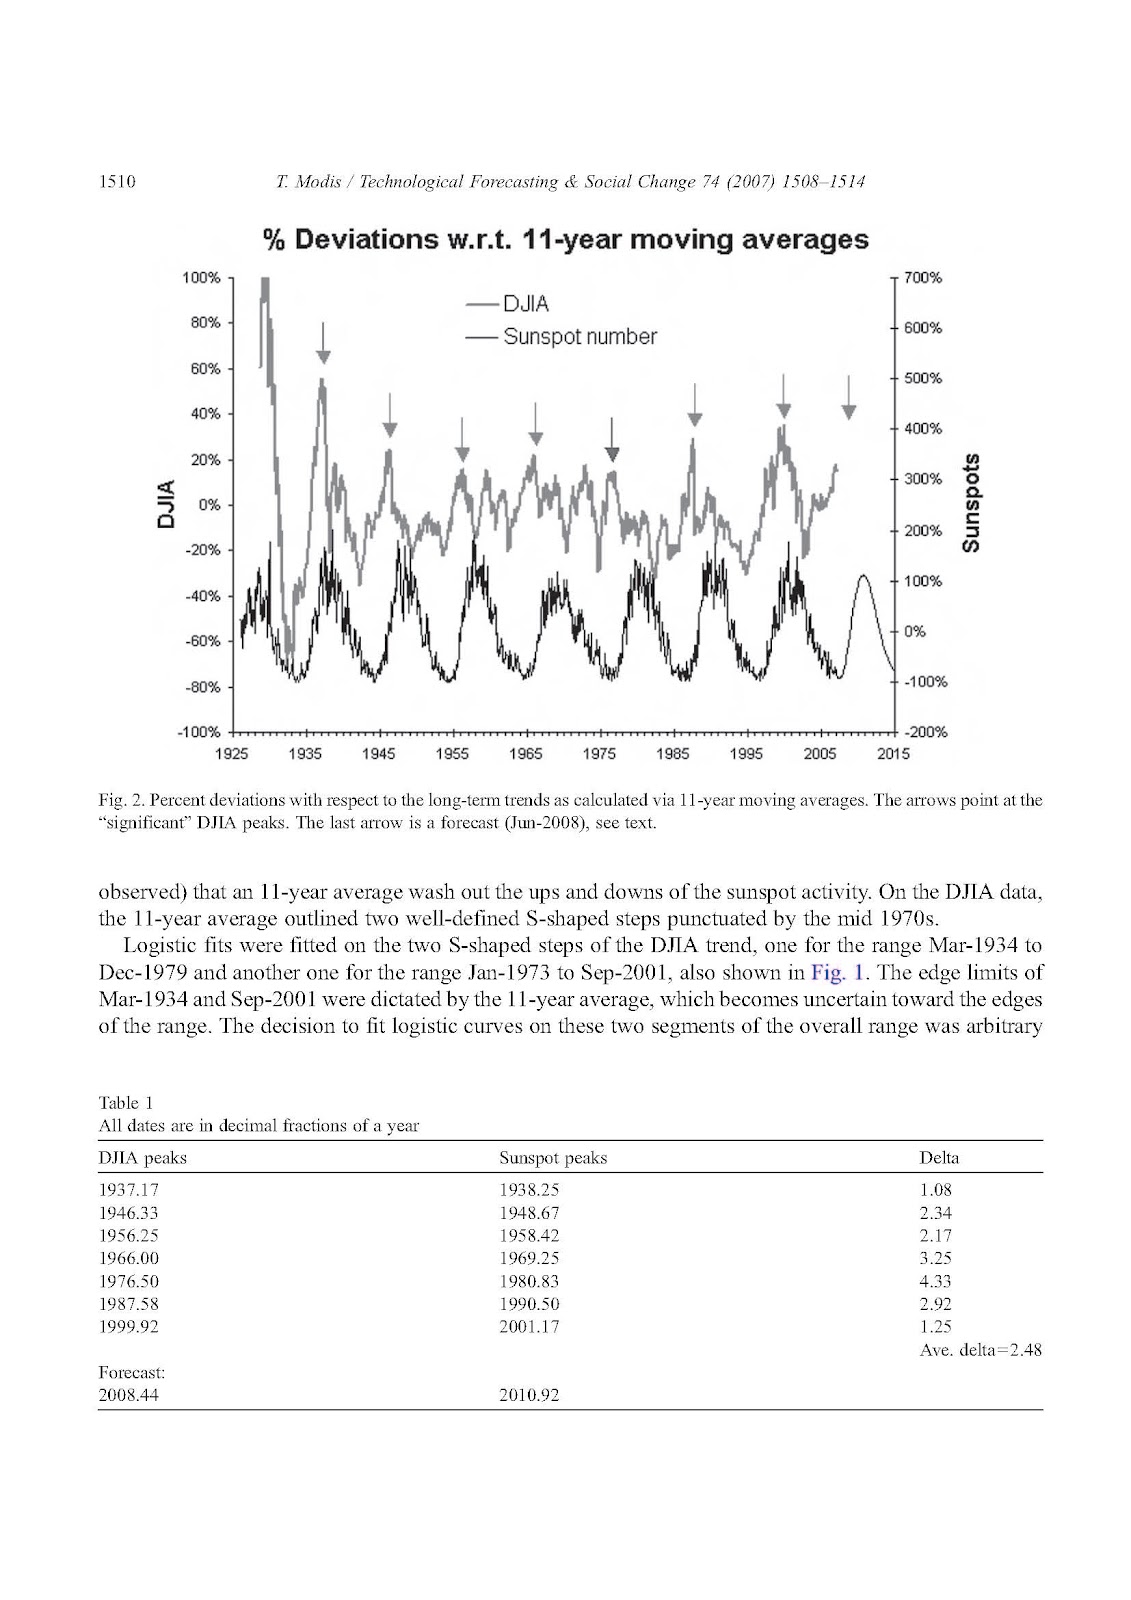 1510
T. Modis / Technological Forecasting & Social Change 74 (2007) 1508–1514
% Deviations w.r.t. 11-year moving averages
DJIA
Sunspot number
100%
80%
60%
40%
20%
0%
-20%
-40%
-60%
-80%
-100%
DJIA
700%
600%
500%
400%
300%
200%
100%
0%
-100%
-200%
Sunspots
1925 1935 1945 1955 1965 1975 1985 1995 2005 2015
Fig. 2. Percent deviations with respect to the long-term trends as calculated via 11-year moving averages. The arrows point at the
“significant” DJIA peaks. The last arrow is a forecast (Jun-2008), see text.
observed) that an 11-year average wash out the ups and downs of the sunspot activity. On the DJIA data,
the 11-year average outlined two well-defined S-shaped steps punctuated by the mid 1970s.
Logistic fits were fitted on the two S-shaped steps of the DJIA trend, one for the range Mar-1934 to
Dec-1979 and another one for the range Jan-1973 to Sep-2001, also shown in Fig. 1. The edge limits of
Mar-1934 and Sep-2001 were dictated by the 11-year average, which becomes uncertain toward the edges
of the range. The decision to fit logistic curves on these two segments of the overall range was arbitrary
Table 1
All dates are in decimal fractions of a year
DJIA peaks Sunspot peaks Delta
1937.17 1938.25 1.08
1946.33 1948.67 2.34
1956.25 1958.42 2.17
1966.00 1969.25 3.25
1976.50 1980.83 4.33
1987.58 1990.50 2.92
1999.92 2001.17 1.25
Ave. delta=2.48
Forecast:
2008.44 2010.92